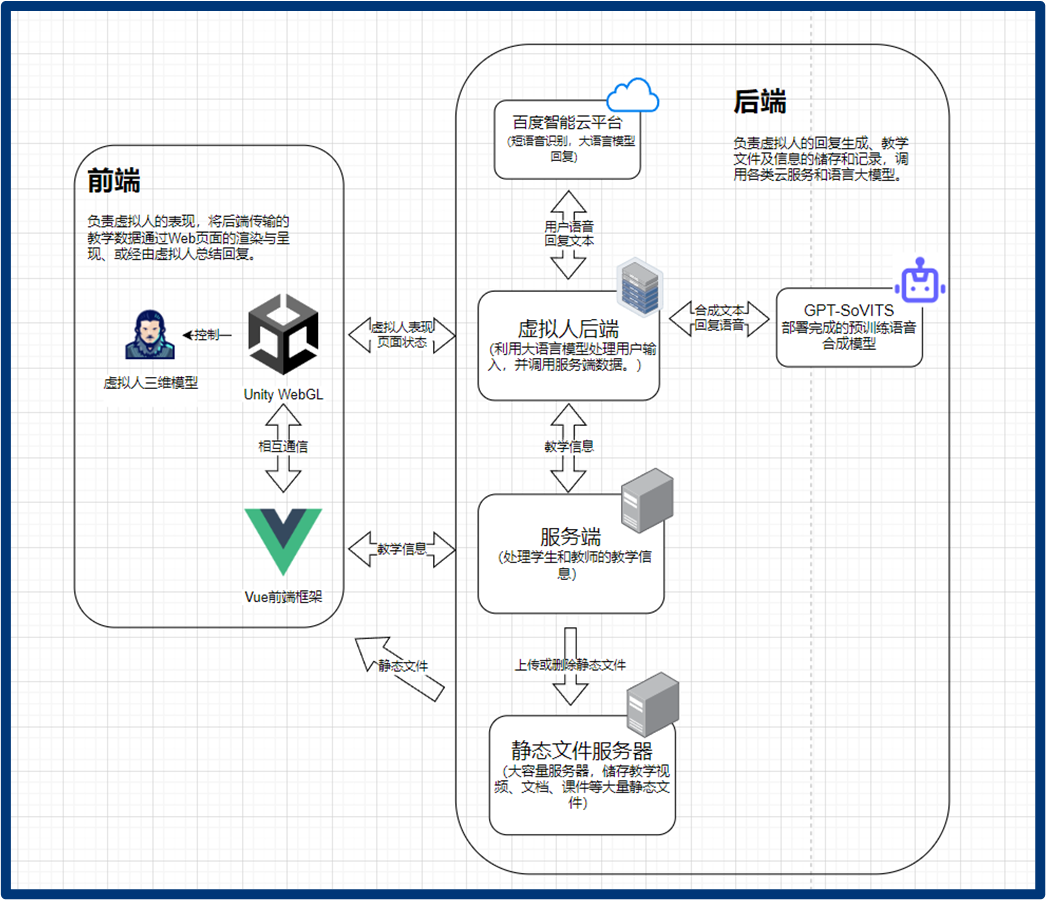 前端
负责虚拟人的表现，将后端传输的
教学数据通过Web页面的渲染与呈
现、或经由虚拟人总结回复。
控制
虚拟人三维模型
Unity WebGL
相互通信
Vue前端框架
虚拟人表现
页面状态
教学信息
静态文件
后端
负责虚拟人的回复生成、教学
文件及信息的储存和记录，调
用各类云服务和语言大模型。
百度智能云平台
(短语音识别，大语言模型
回复)
用户语音
回复文本
虚拟人后端
(利用大语言模型处理用户输
入，并调用服务端数据。)
合成文本
回复语音
GPT-SoVITS
部署完成的预训练语音
合成模型
教学信息
服务端
(处理学生和教师的教学信
息)
上传或删除静态文件
静态文件服务器
(大容量服务器，储存教学视
频、文档、课件等大量静态文
件)